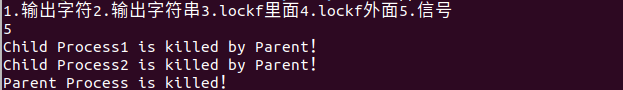 1.输出字符2.输出字符串3.lockf里面4.lockf外面5.信号
5
Child Process1 is killed by Parent!
Child Process2 is killed by Parent!
Parent Process is killed!